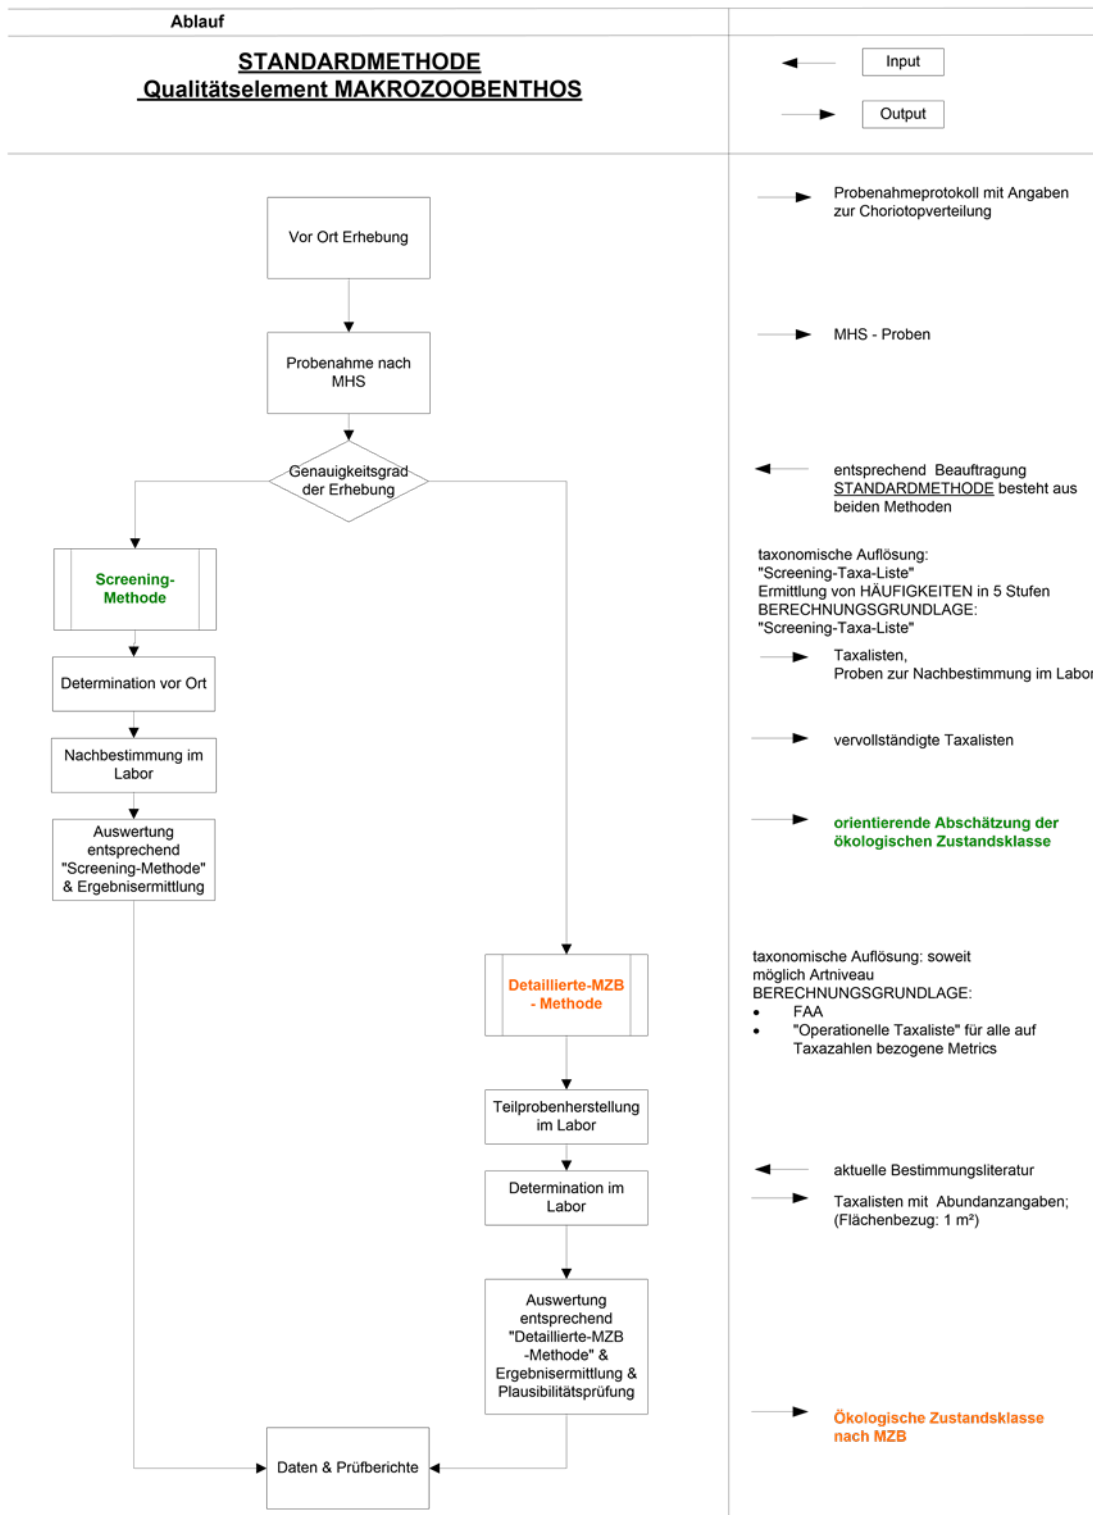 Ablauf
STANDARDMETHODE
Qualitätselement MAKROZOOBENTHOS
Input
Output
Vor Ort Erhebung
Probenahmeprotokoll mit Angaben
zur Choriotopverteilung
Probenahme nach
MHS
MHS - Proben
Genauigkeitsgrad
der Erhebung
entsprechend Beauftragung
STANDARDMETHODE besteht aus
beiden Methoden
Screening-
Methode
taxonomische Auflösung:
"Screening-Taxa-Liste"
Ermittlung von HÄUFIGKEITEN in 5 Stufen
BERECHNUNGSGRUNDLAGE:
"Screening-Taxa-Liste"
Determination vor Ort
Taxalisten,
Proben zur Nachbestimmung im Labor
Nachbestimmung im
Labor
vervollständigte Taxalisten
Auswertung
entsprechend
"Screening-Methode"
& Ergebnisermittlung
orientierende Abschätzung der
ökologischen Zustandsklasse
Detaillierte-MZB
- Methode
taxonomische Auflösung: soweit
möglich Artniveau
BERECHNUNGSGRUNDLAGE:
• FAA
• "Operationelle Taxaliste" für alle auf
Taxazahlen bezogene Metrics
Teilprobenherstellung
im Labor
Determination im
Labor
aktuelle Bestimmungsliteratur
Taxalisten mit Abundanzangaben;
(Flächenbezug: 1 m²)
Auswertung
entsprechend
"Detaillierte-MZB
-Methode" &
Ergebnisermittlung &
Plausibilitätsprüfung
Ökologische Zustandsklasse
nach MZB
Daten & Prüfberichte